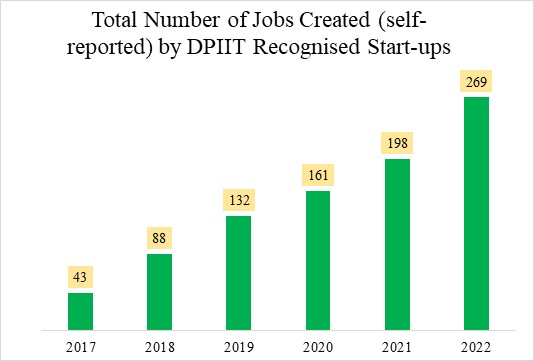 Total Number of Jobs Created (self-
reported) by DPIIT Recognised Start-ups
269
198
161
132
88
43
2017 2018 2019 2020 2021 2022